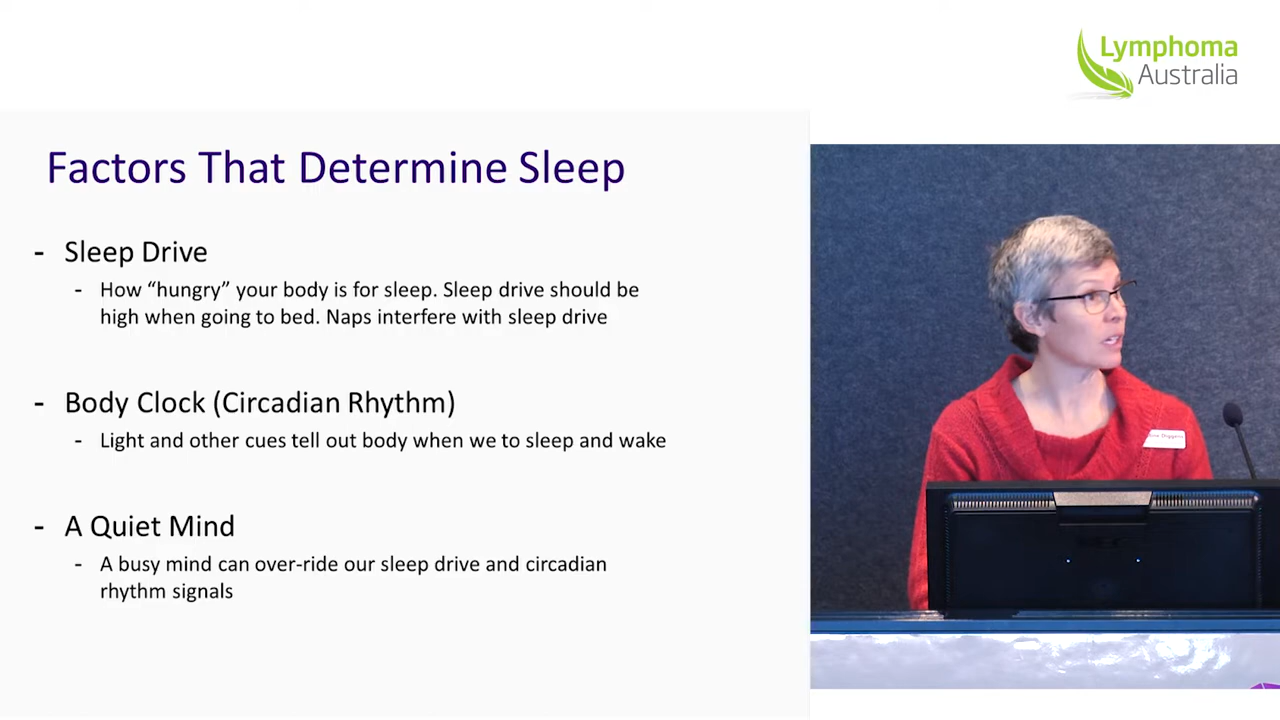 Lymphoma
Australia
Factors That Determine Sleep
- Sleep Drive
- How “hungry” your body is for sleep. Sleep drive should be
high when going to bed. Naps interfere with sleep drive
- Body Clock (Circadian Rhythm)
- Light and other cues tell out body when we to sleep and wake
- A Quiet Mind
- A busy mind can over-ride our sleep drive and circadian
rhythm signals